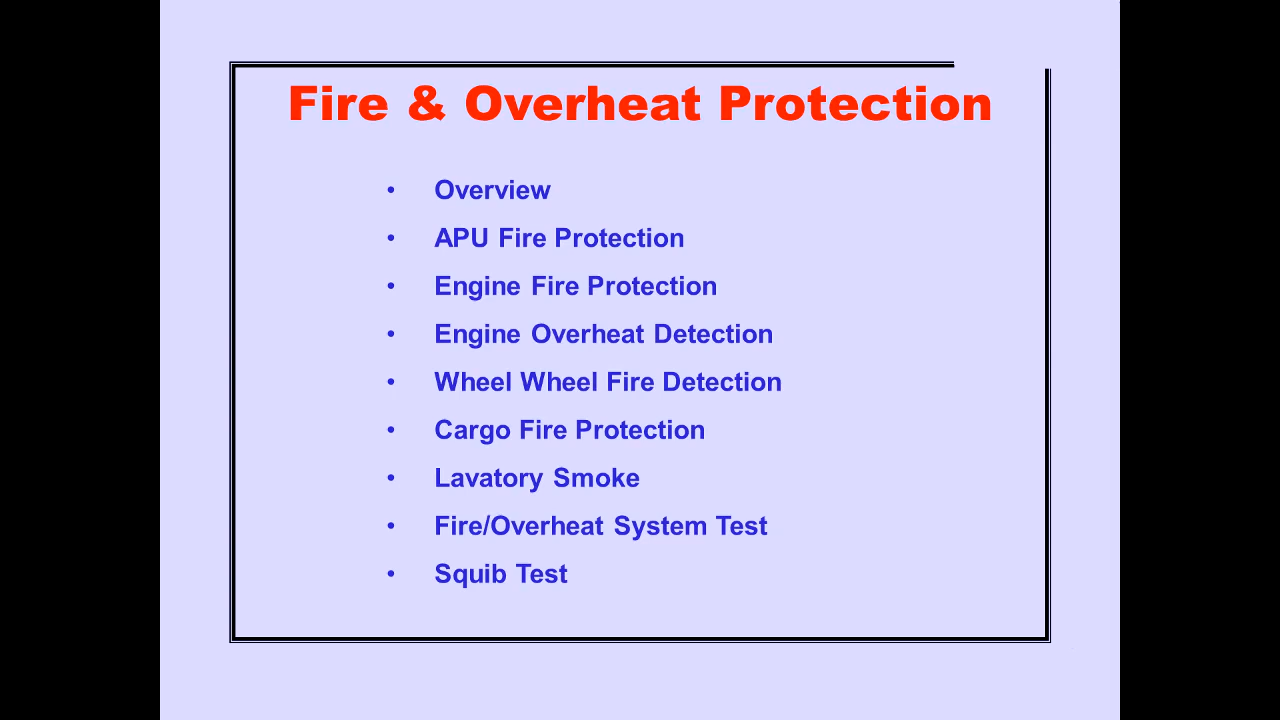 Fire & Overheat Protection
• Overview
• APU Fire Protection
• Engine Fire Protection
• Engine Overheat Detection
• Wheel Wheel Fire Detection
• Cargo Fire Protection
• Lavatory Smoke
• Fire/Overheat System Test
• Squib Test